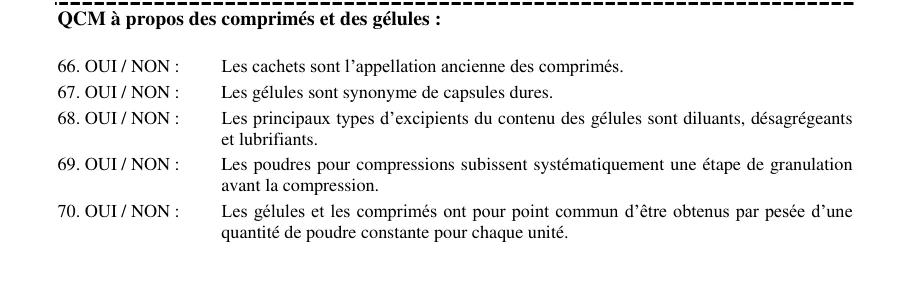 QCM à propos des comprimés et des gélules :
66. OUI / NON : Les cachets sont l’appellation ancienne des comprimés.
67. OUI / NON : Les gélules sont synonyme de capsules dures.
68. OUI / NON : Les principaux types d’excipients du contenu des gélules sont diluants, désagrégeants
et lubrifiants.
69. OUI / NON : Les poudres pour compressions subissent systématiquement une étape de granulation
avant la compression.
70. OUI / NON : Les gélules et les comprimés ont pour point commun d’être obtenus par pesée d’une
quantité de poudre constante pour chaque unité.